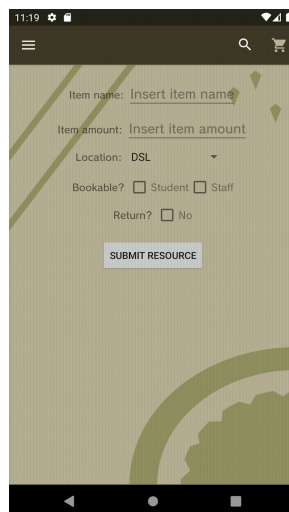 11:19
Item name: Insert item name
Item amount: Insert item amount
Location: DSL
Bookable? Student Staff
Return? No
SUBMIT RESOURCE